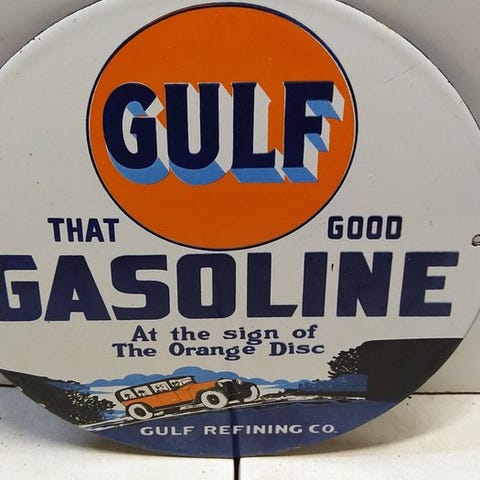 GULF
THAT GOOD
GASOLINE
At the sign of
The Orange Disc
GULF REFINING CO.